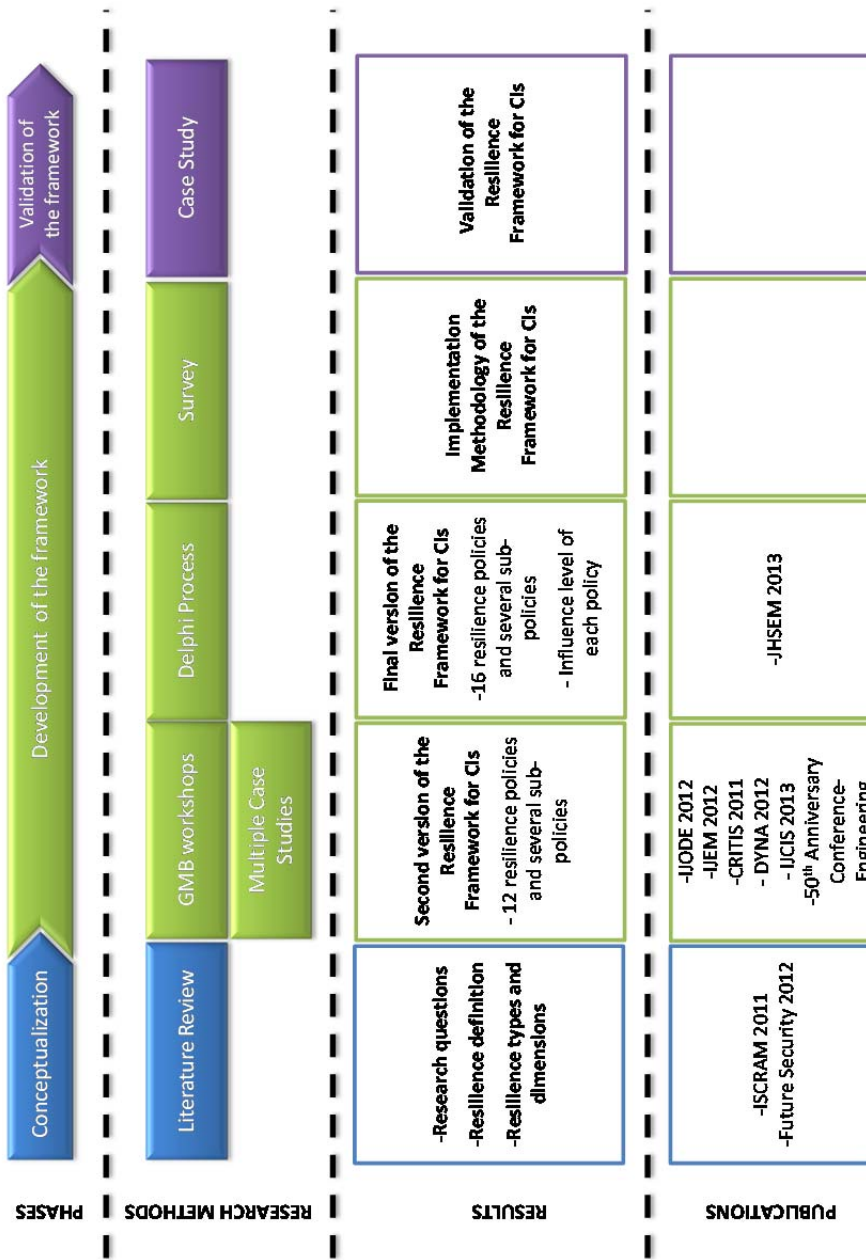 PHASES
Conceptualization
Development of the framework
Validation of
the framework
RESEARCH METHODS
Literature Review
GMB workshops
Multiple Case
Studies
Delphi Process
Survey
Case Study
RESULTS
-Research questions
-Resilience definition
-Resilience types and
dimensions
Second version of the
Resilience
Framework for CIs
- 12 resilience policies
and several sub-
policies
Final version of the
Resilience
Framework for CIs
-16 resilience policies
and several sub-
policies
- Influence level of
each policy
Implementation
Methodology of the
Resilience
Framework for CIs
Validation of the
Resilience
Framework for CIs
PUBLICATIONS
-ISCRAM 2011
-Future Security 2012
-IJODE 2012
-IJEM 2012
-CRITIS 2011
- DYNA 2012
- IJCIS 2013
-50th Anniversary
Conference-
Engineering
-JHSEM 2013